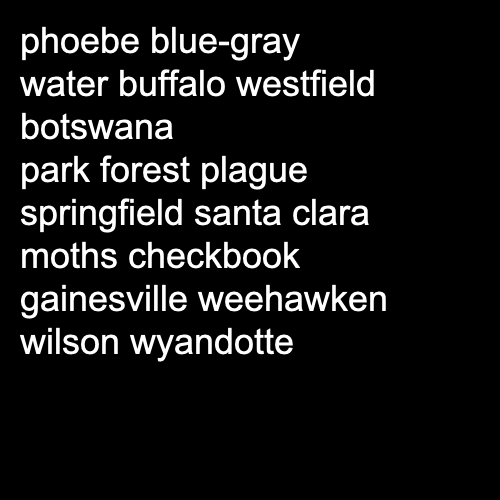 phoebe blue-gray
water buffalo westfield
botswana
park forest plague
springfield santa clara
moths checkbook
gainesville weehawken
wilson wyandotte